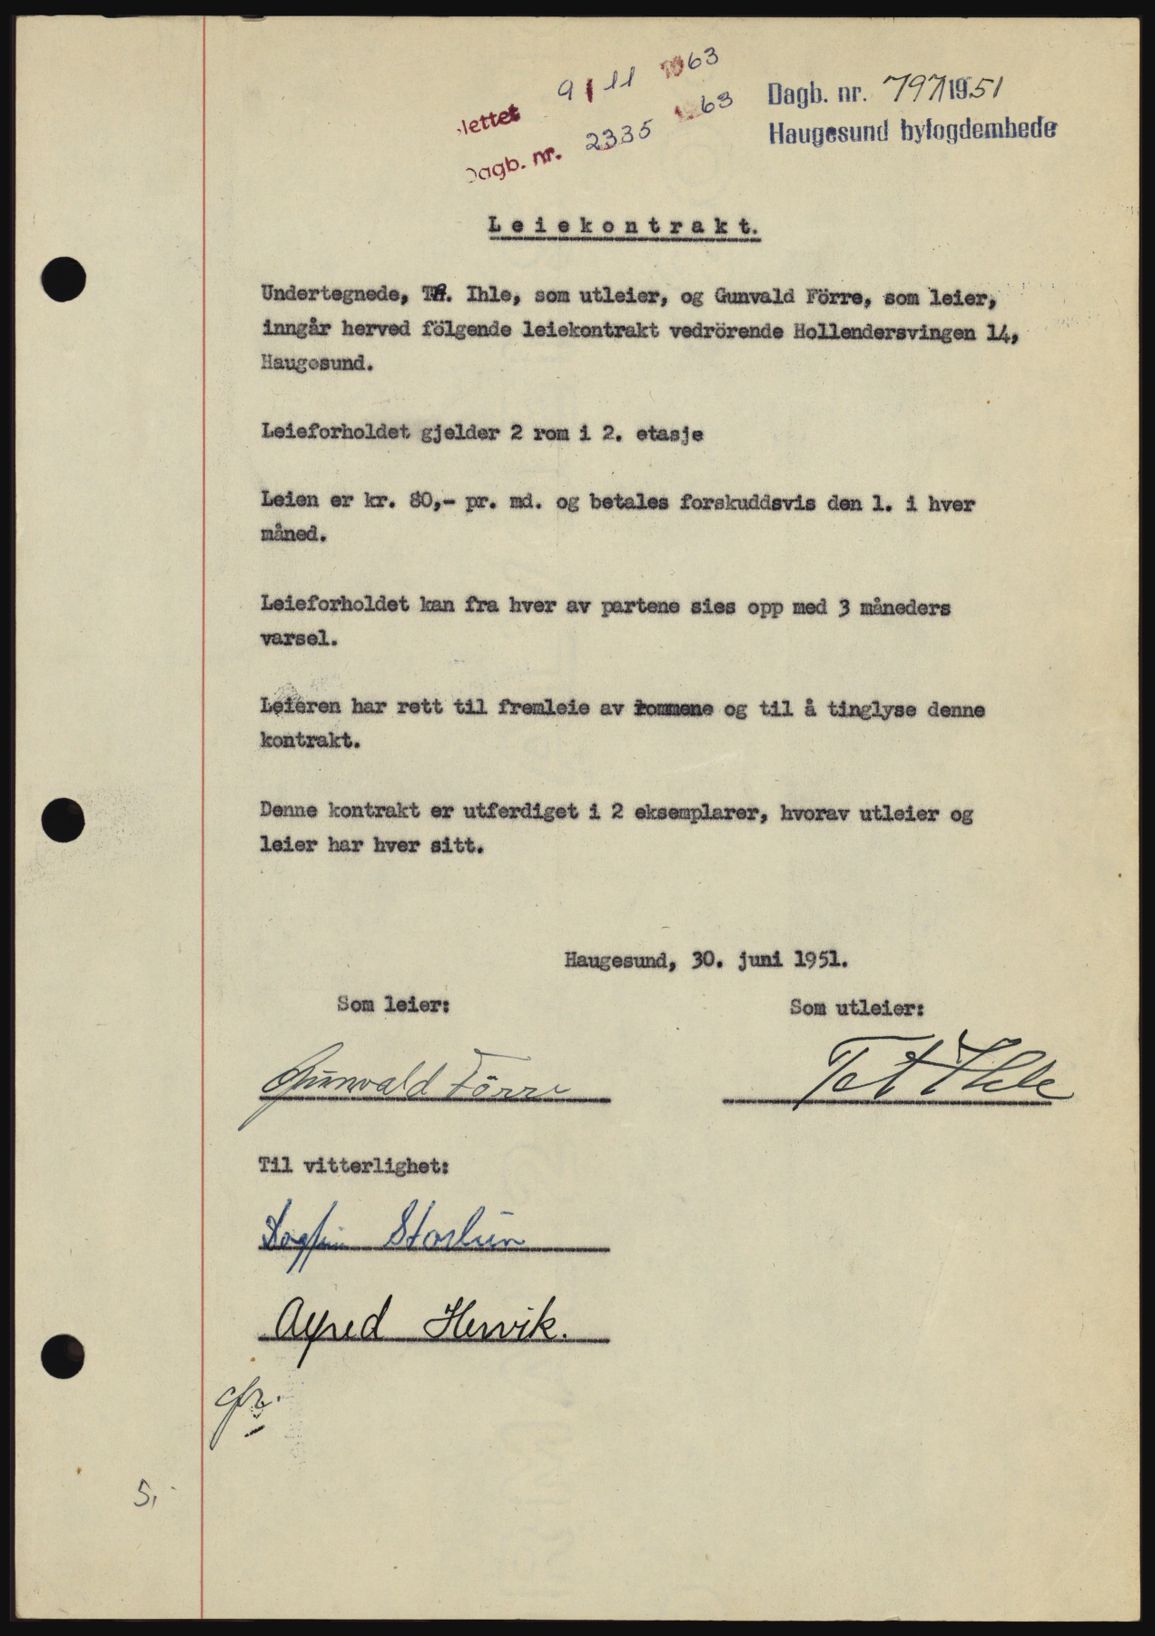 9/11 1963
lettet
Dagb. nr. 2335 1963
Dagb. nr. 797/1951
Haugesund byfogdembede
Leiekontrakt.
Undertegnede, Ihle, som utleier, og Gunvald Förre, som leier,
inngår herved fölgende leiekontrakt vedrörende Hollendersvingen 14,
Haugesund.
Leieforholdet gjelder 2 rom i 2. etasje
Leien er kr. 80,- pr. md. og betales forskuddsvis den 1. i hver
måned.
Leieforholdet kan fra hver av partene sies opp med 3 måneders
varsel.
Leieren har rett til fremleie av rommene og til å tinglyse denne
kontrakt.
Denne kontrakt er utferdiget i 2 eksemplarer, hvorav utleier og
leier har hver sitt.
Haugesund, 30. juni 1951.
Som leier:
Som utleier:
Gunvald Förre
Ihle
Til vitterlighet:
Dagfin
Alfred Hervik.
5,-